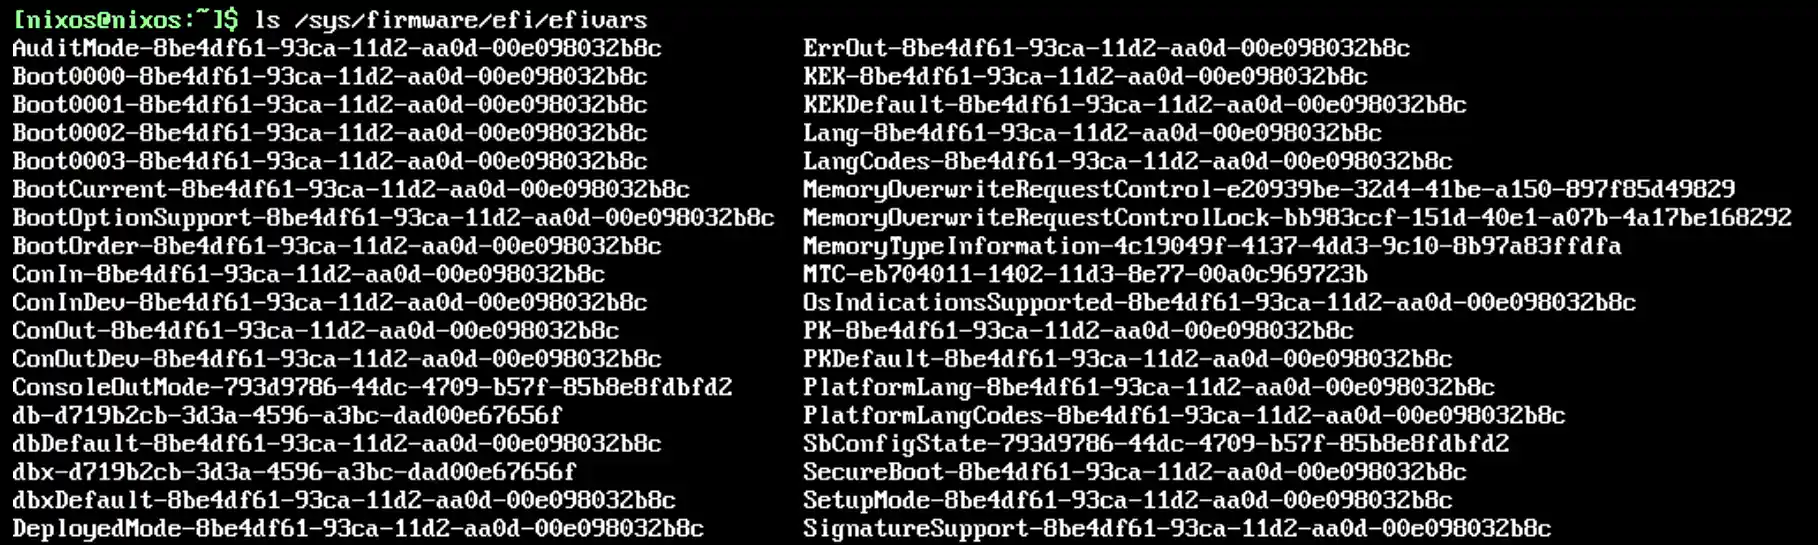 [nixos@nixos:~]$ ls /sys/firmware/efi/efivars
AuditMode-8be4df61-93ca-11d2-aa0d-00e098032b8c ErrOut-8be4df61-93ca-11d2-aa0d-00e098032b8c
Boot0000-8be4df61-93ca-11d2-aa0d-00e098032b8c KEK-8be4df61-93ca-11d2-aa0d-00e098032b8c
Boot0001-8be4df61-93ca-11d2-aa0d-00e098032b8c KEKDefault-8be4df61-93ca-11d2-aa0d-00e098032b8c
Boot0002-8be4df61-93ca-11d2-aa0d-00e098032b8c Lang-8be4df61-93ca-11d2-aa0d-00e098032b8c
Boot0003-8be4df61-93ca-11d2-aa0d-00e098032b8c LangCodes-8be4df61-93ca-11d2-aa0d-00e098032b8c
BootCurrent-8be4df61-93ca-11d2-aa0d-00e098032b8c MemoryOverwriteRequestControl-e20939be-32d4-41be-a150-897f85d49829
BootOptionSupport-8be4df61-93ca-11d2-aa0d-00e098032b8c MemoryOverwriteRequestControlLock-bb983ccf-151d-40e1-a07b-4a17be168292
BootOrder-8be4df61-93ca-11d2-aa0d-00e098032b8c MemoryTypeInformation-4c19049f-4137-4dd3-9c10-8b97a83ffdfa
ConIn-8be4df61-93ca-11d2-aa0d-00e098032b8c MTC-eb704011-1402-11d3-8e77-00a0c969723b
ConInDev-8be4df61-93ca-11d2-aa0d-00e098032b8c OsIndicationsSupported-8be4df61-93ca-11d2-aa0d-00e098032b8c
ConOut-8be4df61-93ca-11d2-aa0d-00e098032b8c PK-8be4df61-93ca-11d2-aa0d-00e098032b8c
ConOutDev-8be4df61-93ca-11d2-aa0d-00e098032b8c PKDefault-8be4df61-93ca-11d2-aa0d-00e098032b8c
ConsoleOutMode-793d9786-44dc-4709-b57f-85b8e8fdbfd2 PlatformLang-8be4df61-93ca-11d2-aa0d-00e098032b8c
db-d719b2cb-3d3a-4596-a3bc-dad00e67656f PlatformLangCodes-8be4df61-93ca-11d2-aa0d-00e098032b8c
dbDefault-8be4df61-93ca-11d2-aa0d-00e098032b8c SbConfigState-793d9786-44dc-4709-b57f-85b8e8fdbfd2
dbx-d719b2cb-3d3a-4596-a3bc-dad00e67656f SecureBoot-8be4df61-93ca-11d2-aa0d-00e098032b8c
dbxDefault-8be4df61-93ca-11d2-aa0d-00e098032b8c SetupMode-8be4df61-93ca-11d2-aa0d-00e098032b8c
DeployedMode-8be4df61-93ca-11d2-aa0d-00e098032b8c SignatureSupport-8be4df61-93ca-11d2-aa0d-00e098032b8c